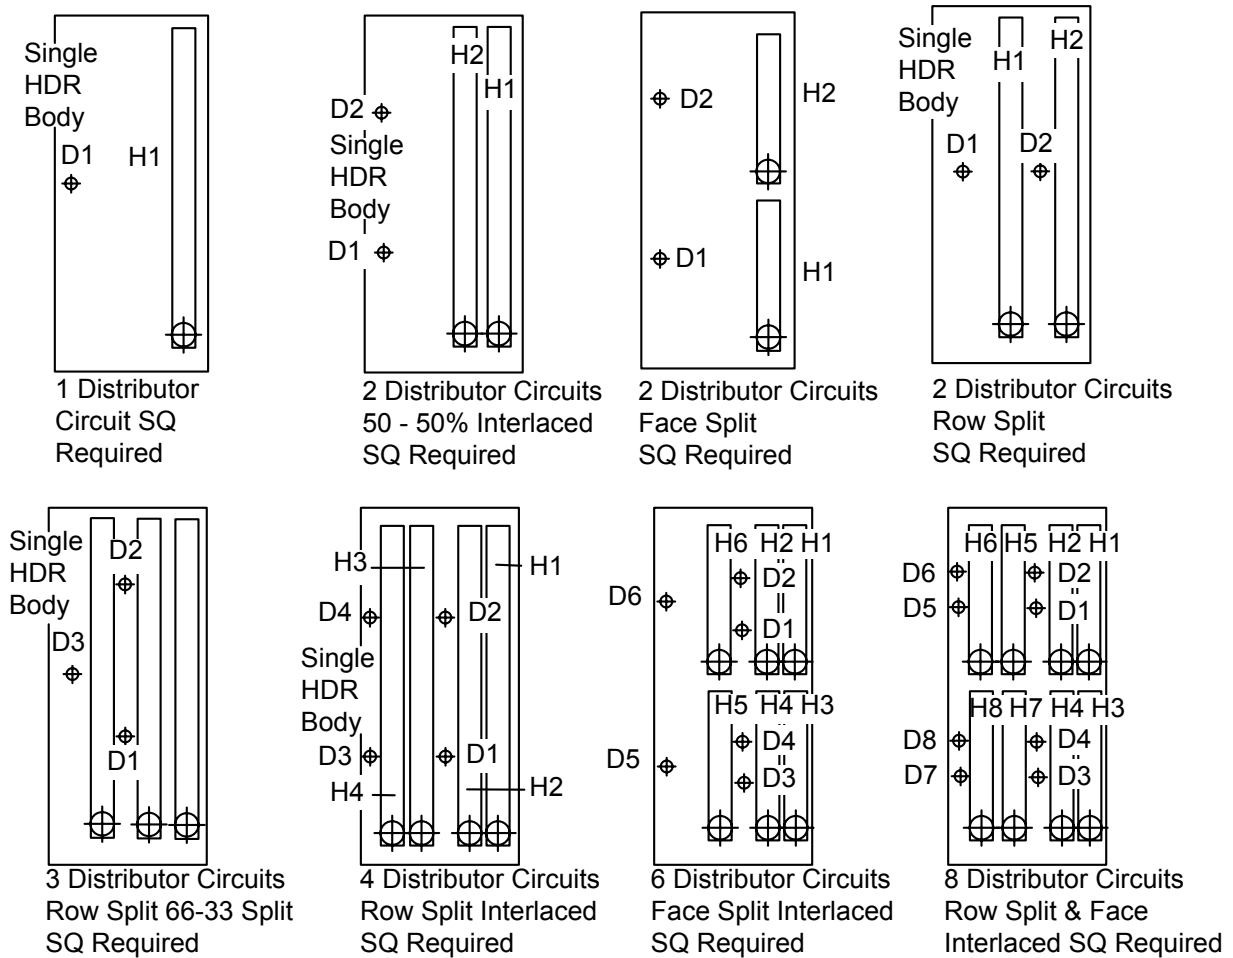 Single
HDR
Body
D1
H1
1 Distributor
Circuit SQ
Required
H2
H1
D2
Single
HDR
Body
D1
2 Distributor Circuits
50 - 50% Interlaced
SQ Required
D2
H2
D1
H1
2 Distributor Circuits
Face Split
SQ Required
Single
HDR
Body
H1
H2
D1
D2
2 Distributor Circuits
Row Split
SQ Required
Single
HDR
Body
D2
D3
D1
3 Distributor Circuits
Row Split 66-33 Split
SQ Required
H3
H1
D4
D2
Single
HDR
Body
D3
D1
H4
H2
4 Distributor Circuits
Row Split Interlaced
SQ Required
H6 H2 H1
D2
D6
D1
H5 H4 H3
D4
D5
D3
6 Distributor Circuits
Face Split Interlaced
SQ Required
H6 H5 H2 H1
D6
D2
D5
D1
H8 H7 H4 H3
D8
D4
D7
D3
8 Distributor Circuits
Row Split & Face
Interlaced SQ Required